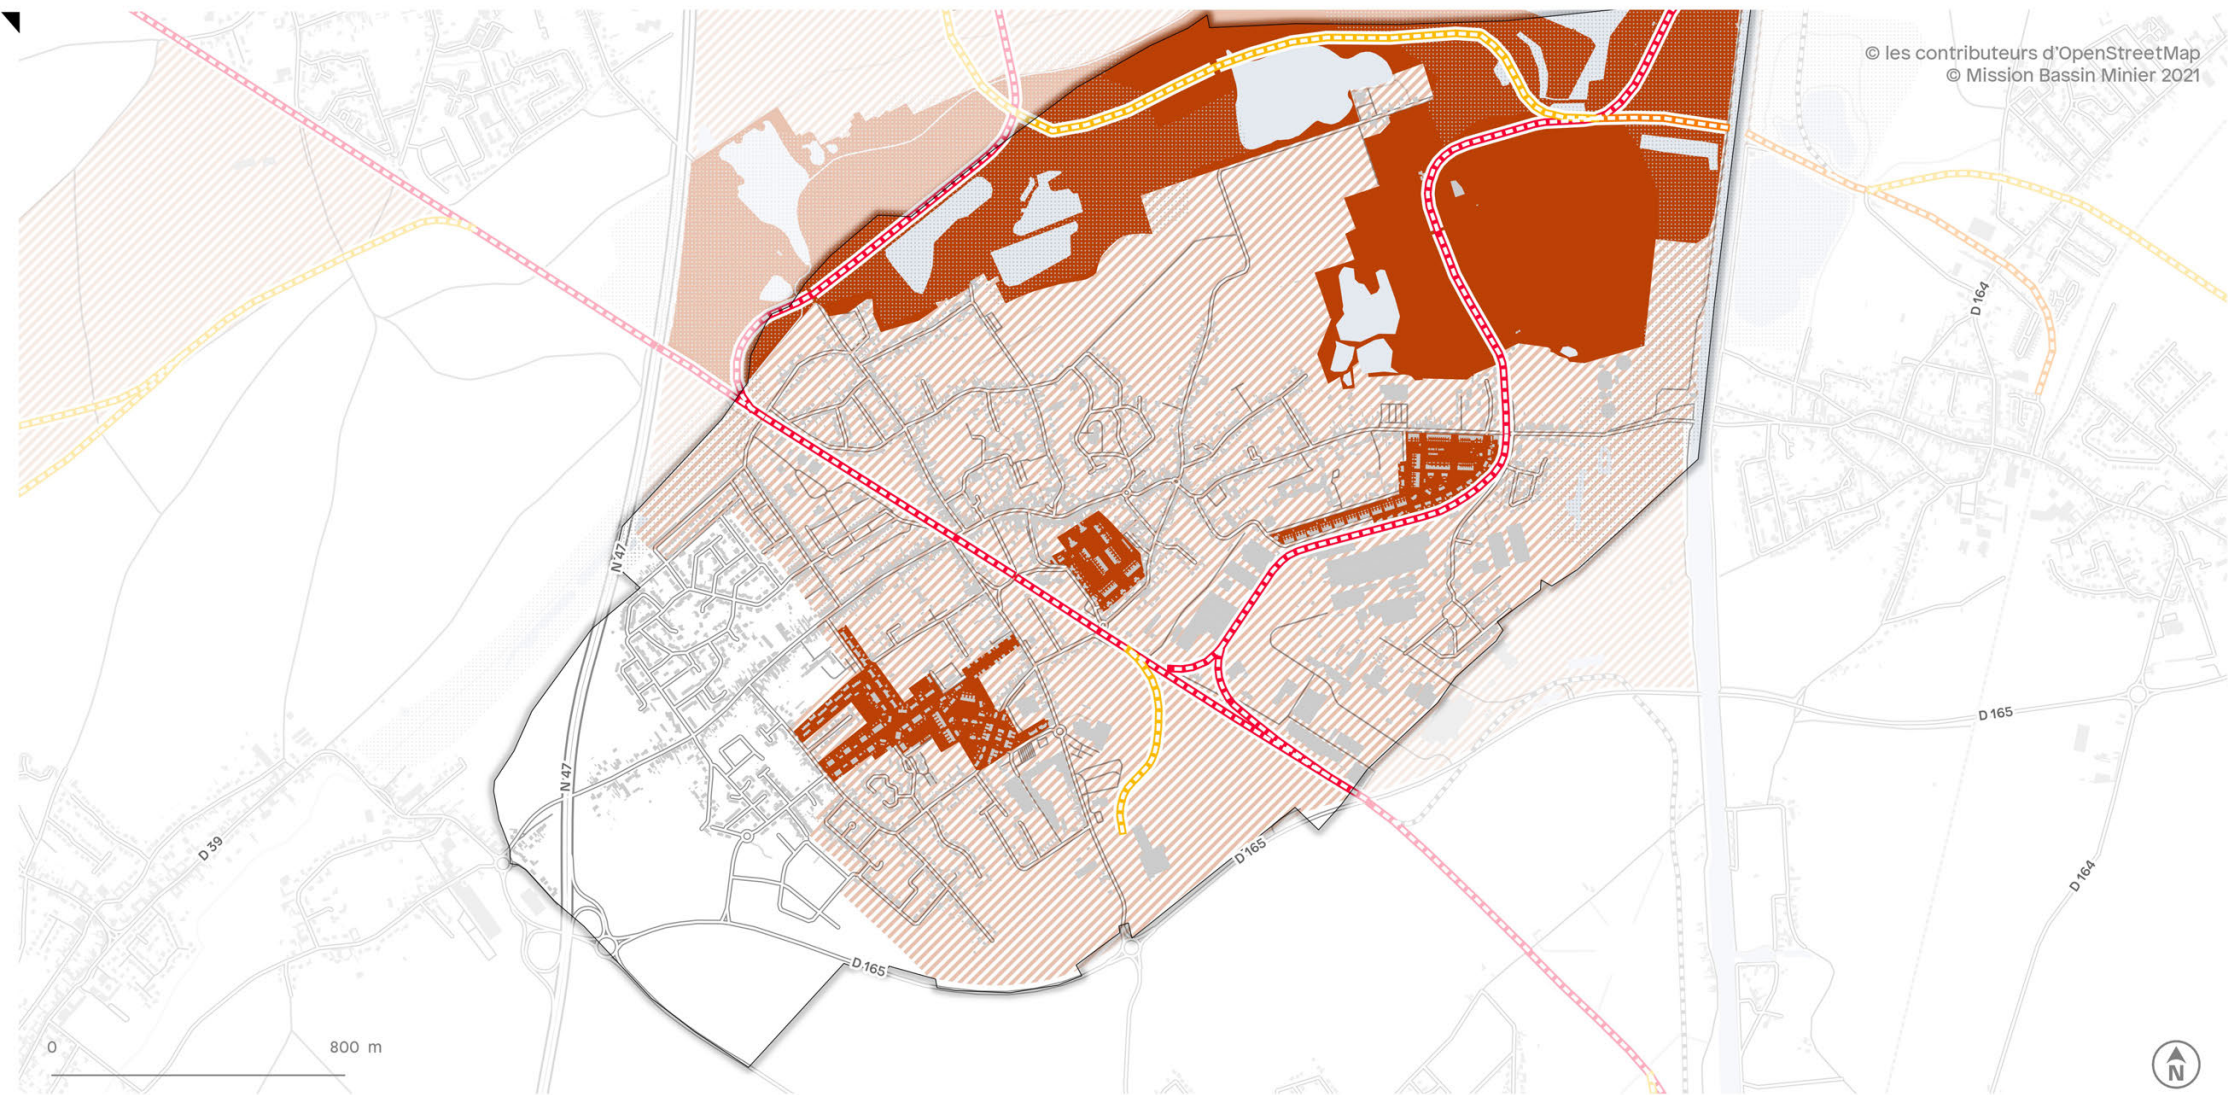 © les contributeurs d'OpenStreetMap
© Mission Bassin Minier 2021
D 164
N 47
D 165
N 47
D 39
D 165
D 164
D 165
0 800 m
N